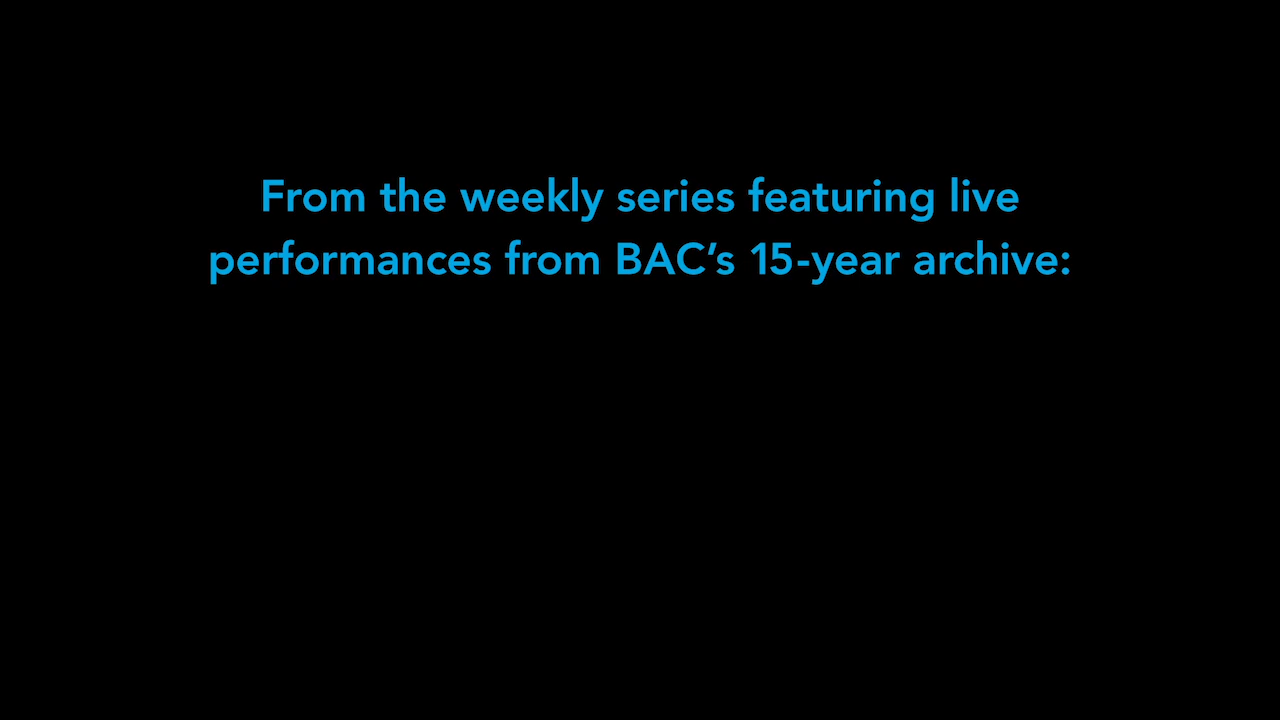 From the weekly series featuring live
performances from BAC’s 15-year archive: